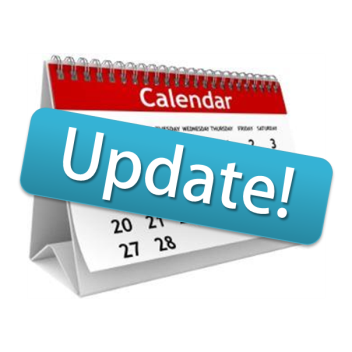 Calendar
WEDNESDAY THURSDAY FRIDAY SATURDAY
2 3
Update!
20 21
27 28